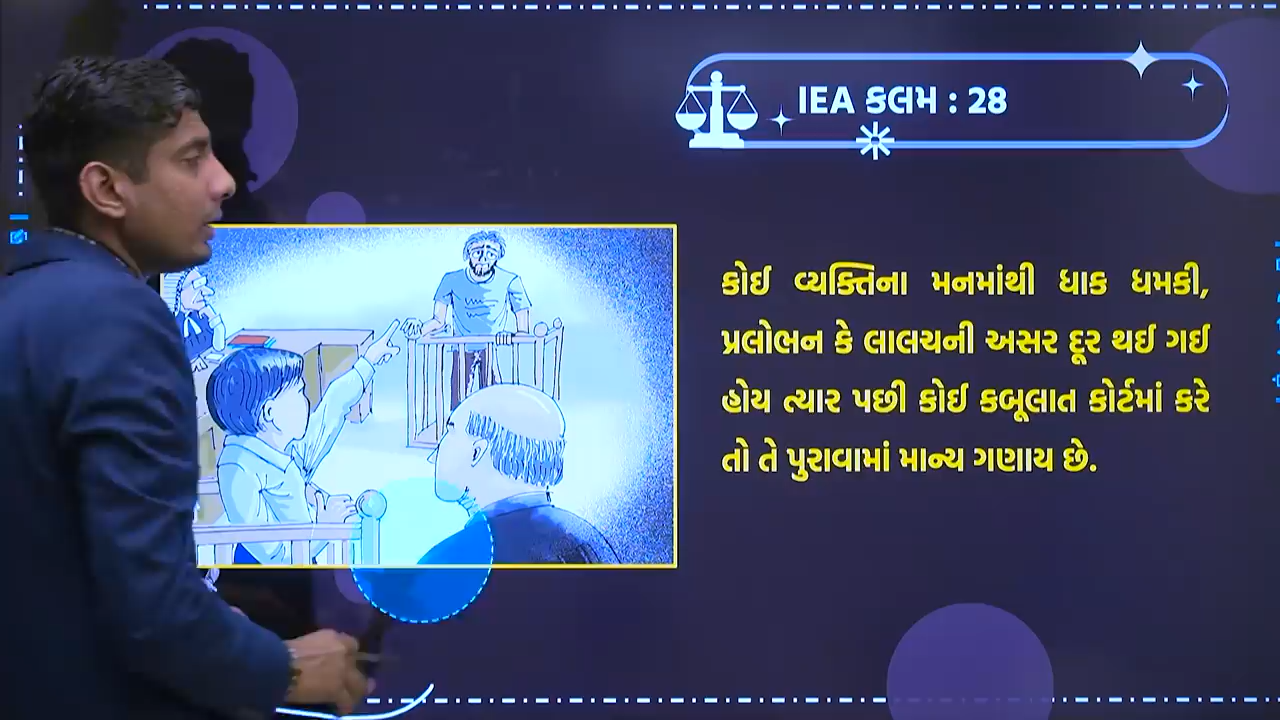 IEA કલમ : 28
કોઈ વ્યક્તિના મનમાંથી ધાક ધમકી,
પ્રલોભન કે લાલચની અસર દૂર થઈ ગઈ
હોય ત્યાર પછી કોઈ કબૂલાત કોર્ટમાં કરે
તો તે પુરાવામાં માન્ય ગણાય છે.